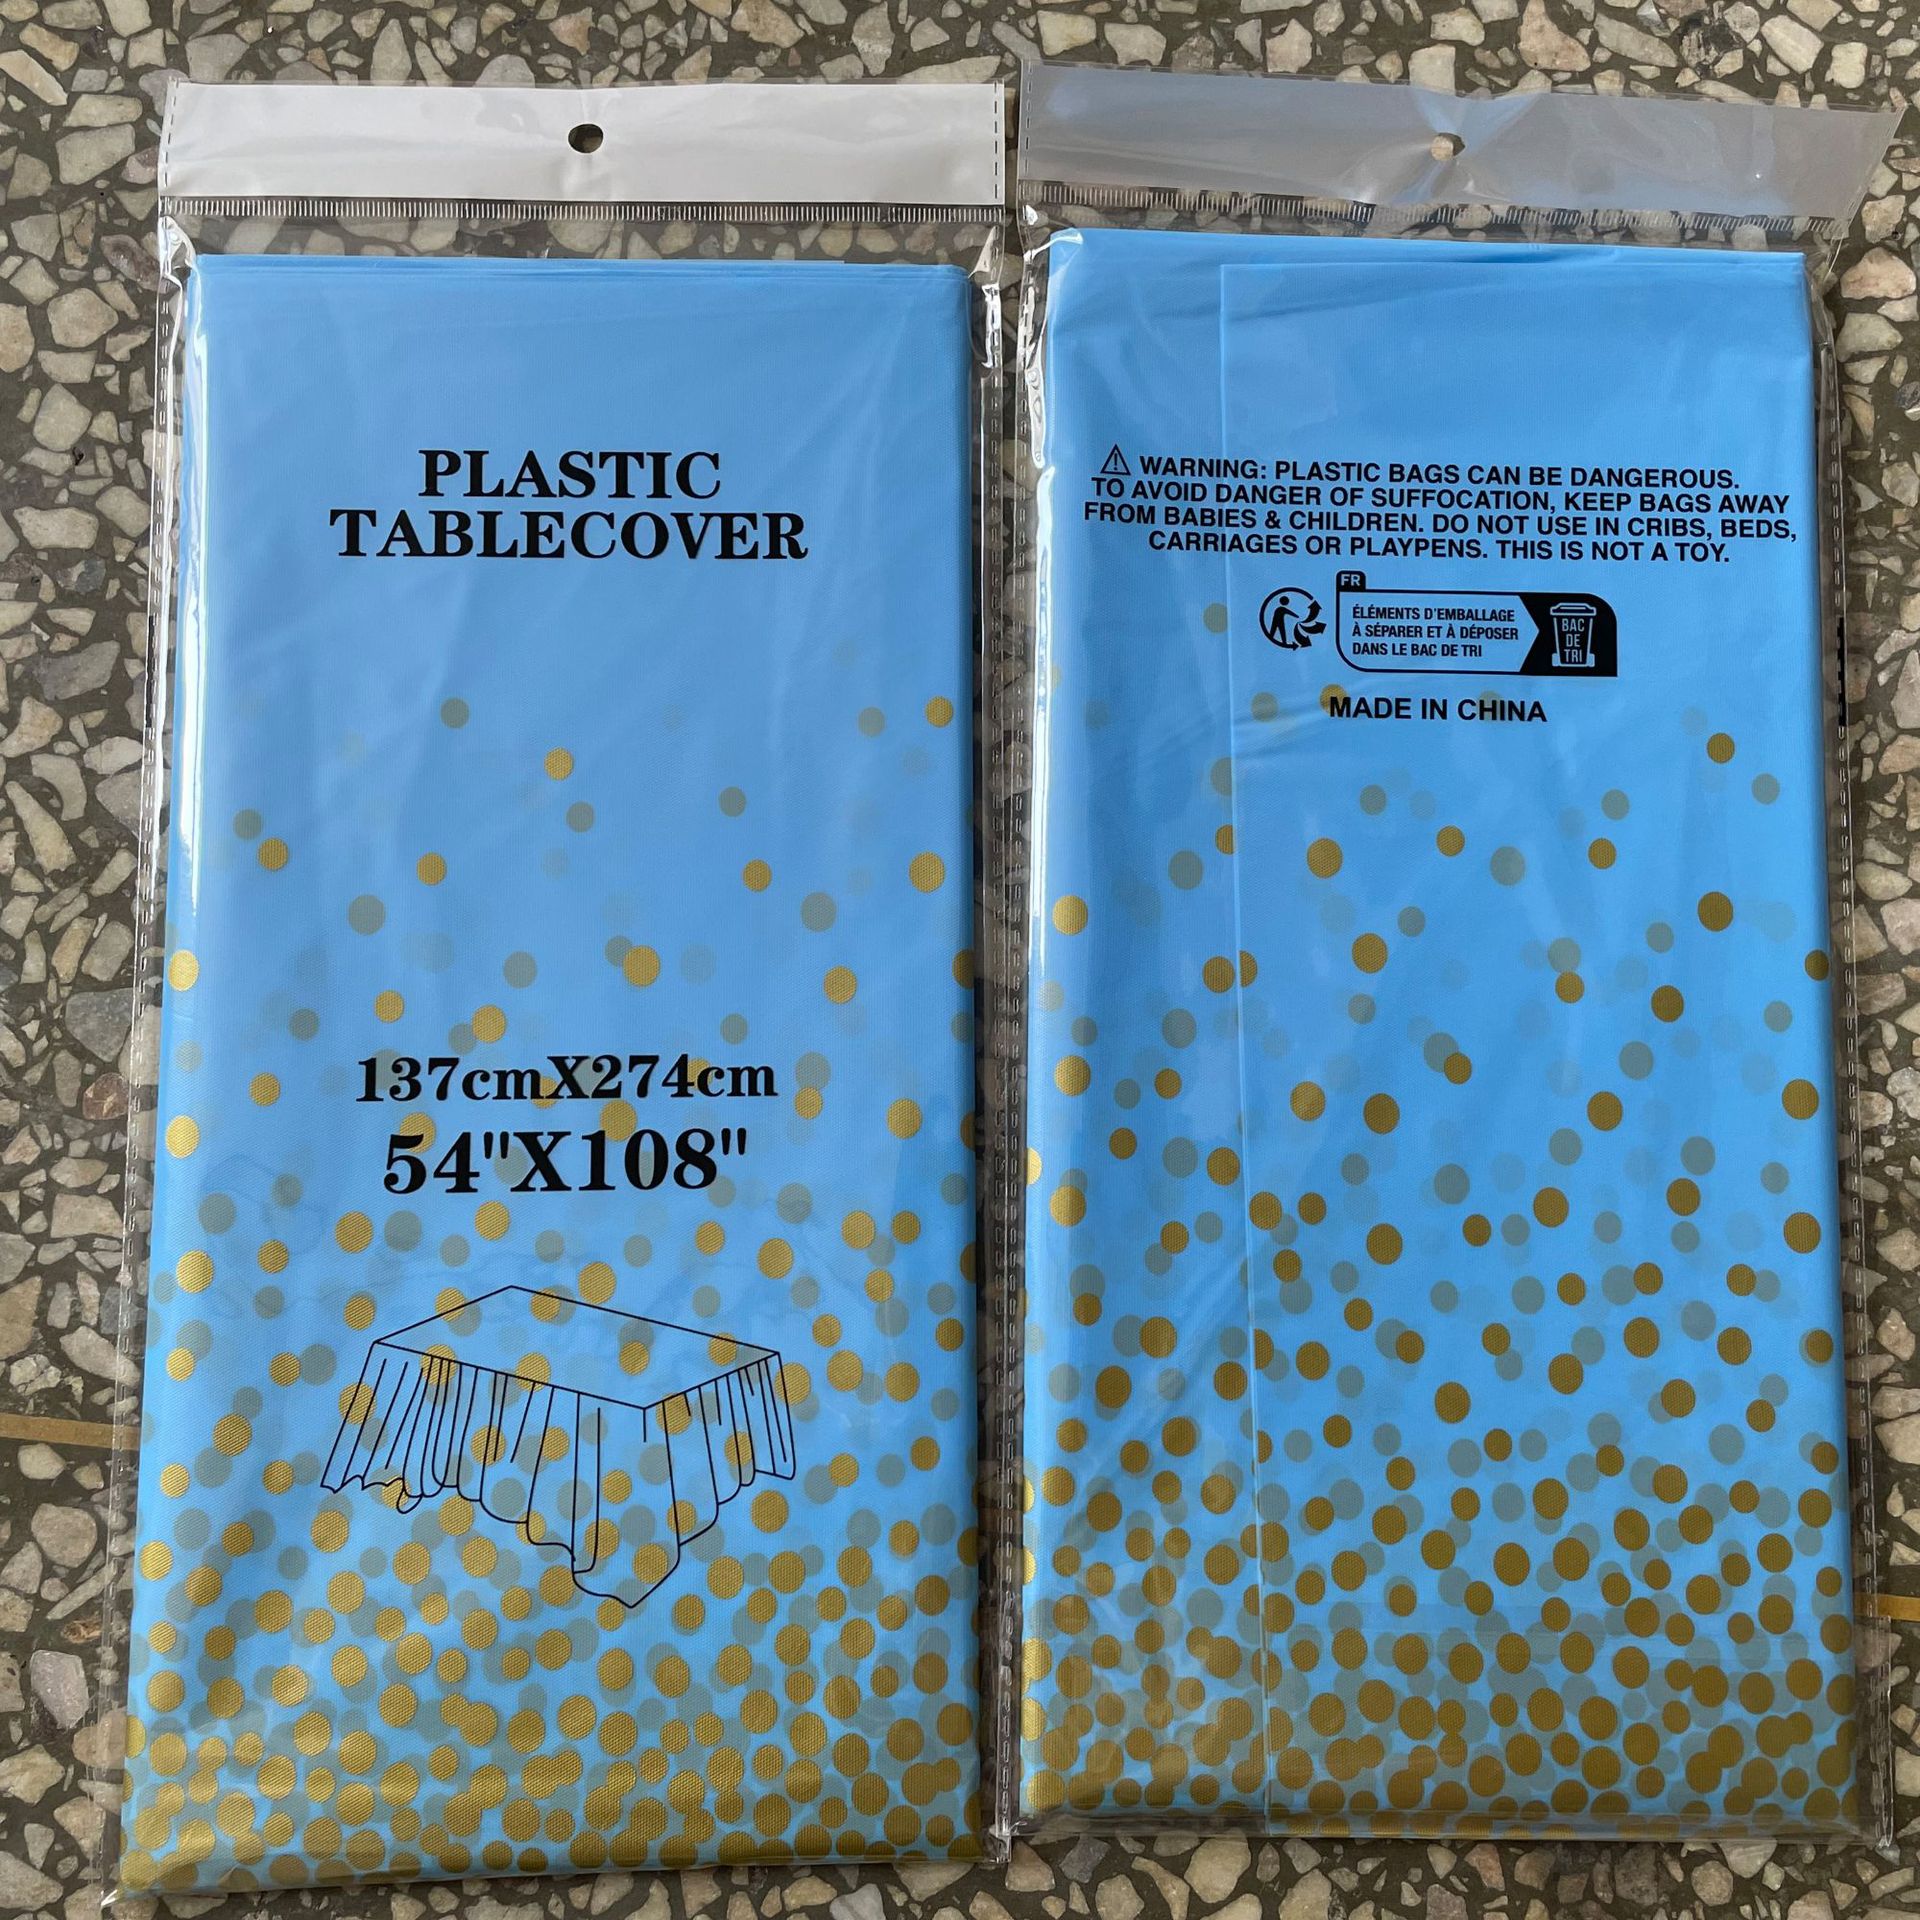 PLASTIC
TABLECOVER
137cmX274cm
54"X108"
WARNING: PLASTIC BAGS CAN BE DANGEROUS.
TO AVOID DANGER OF SUFFOCATION, KEEP BAGS AWAY
FROM BABIES & CHILDREN. DO NOT USE IN CRIBS, BEDS,
CARRIAGES OR PLAYPENS. THIS IS NOT A TOY.
FR
ÉLÉMENTS D'EMBALLAGE
À SÉPARER ET À DÉPOSER
DANS LE BAC DE TRI
BAC
DE
TRI
MADE IN CHINA